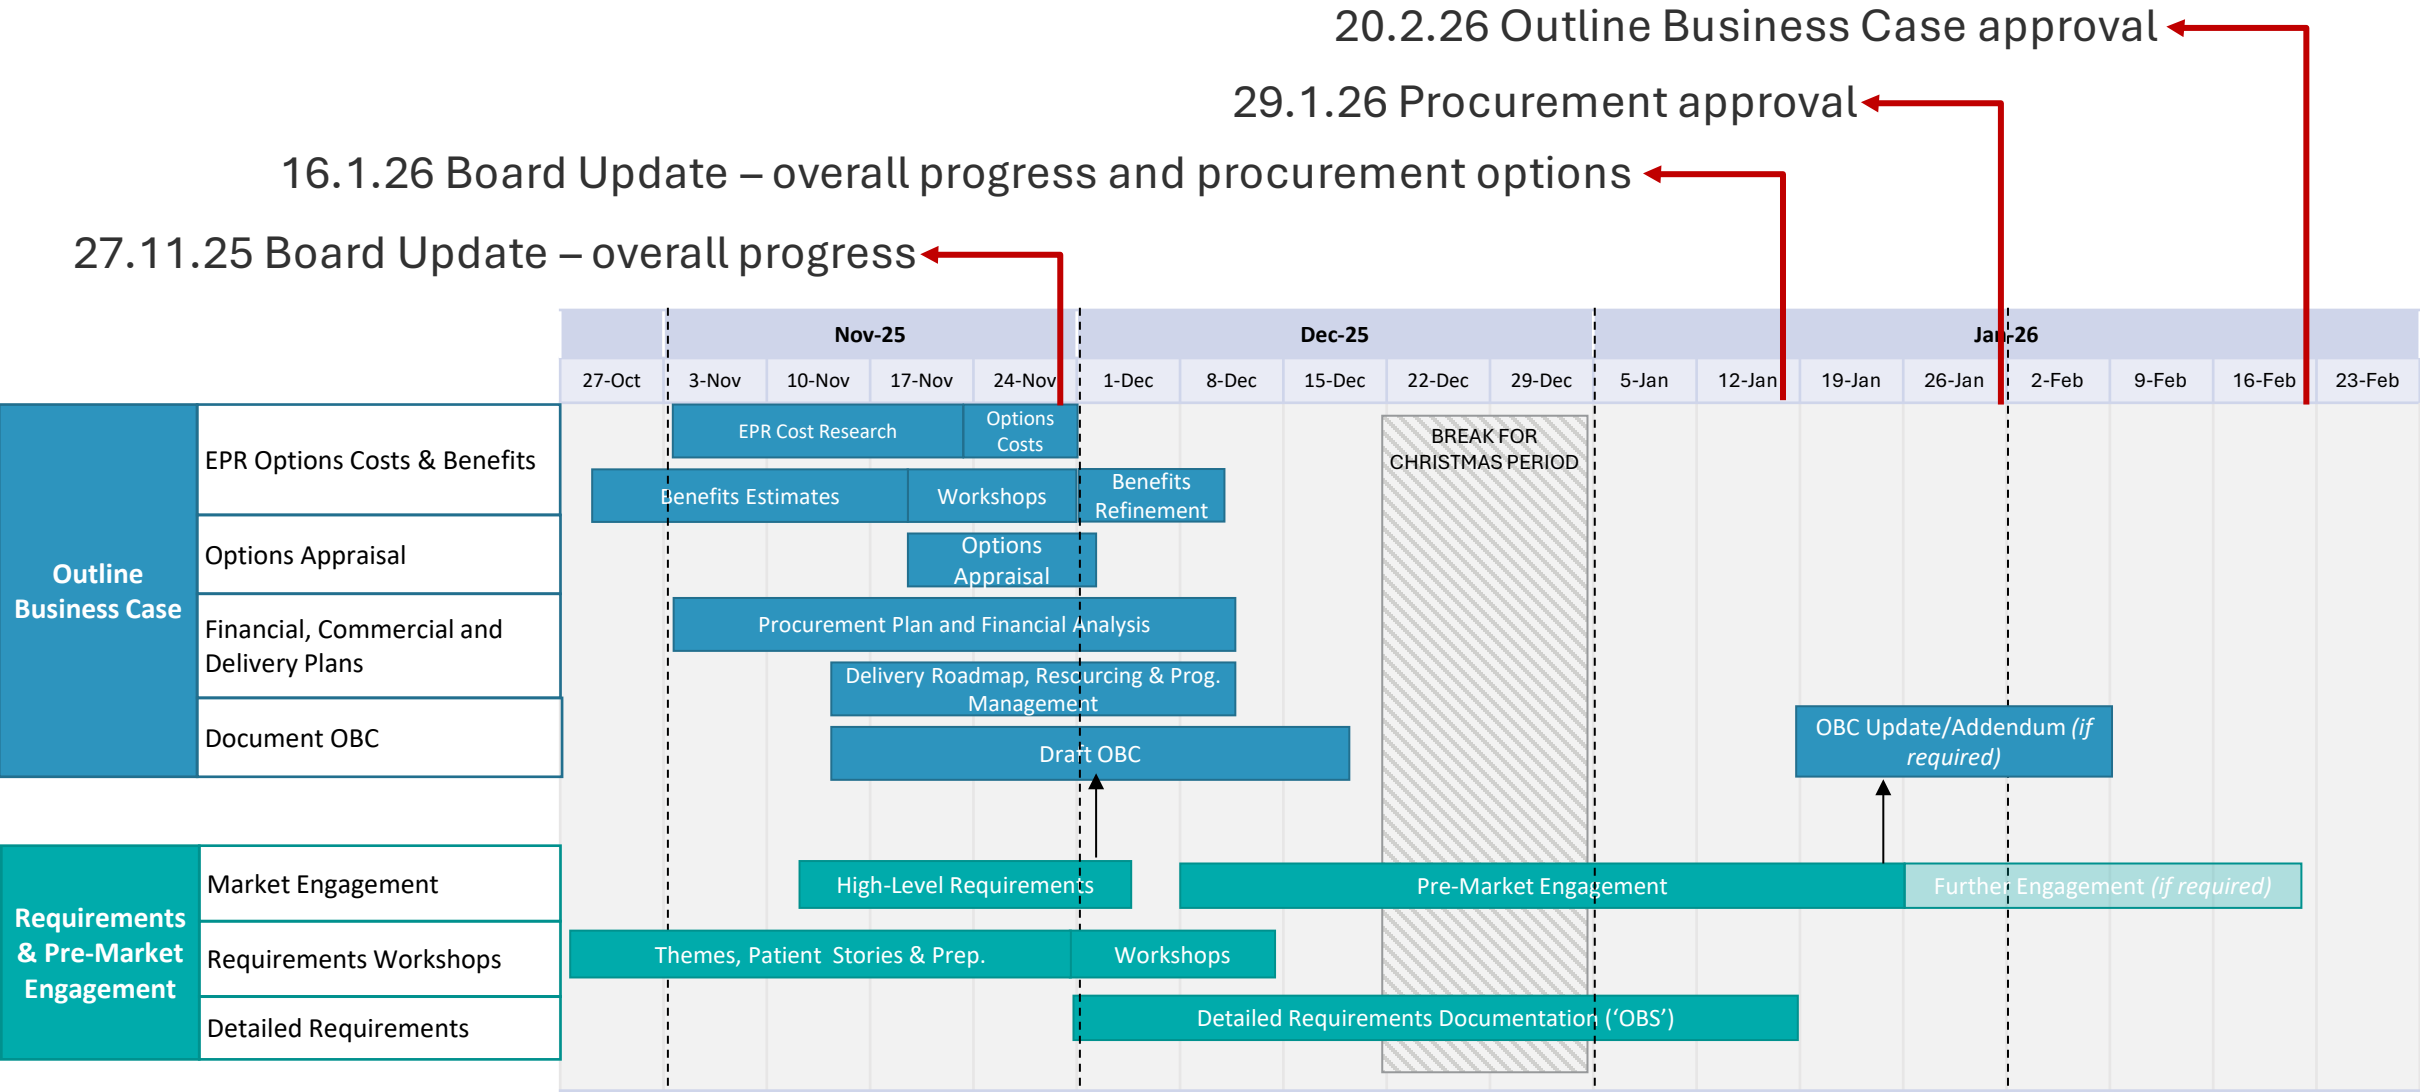 20.2.26 Outline Business Case approval
29.1.26 Procurement approval
16.1.26 Board Update – overall progress and procurement options
27.11.25 Board Update – overall progress
Nov-25
Dec-25
Jan-26
27-Oct
3-Nov
10-Nov
17-Nov
24-Nov
1-Dec
8-Dec
15-Dec
22-Dec
29-Dec
5-Jan
12-Jan
19-Jan
26-Jan
2-Feb
9-Feb
16-Feb
23-Feb
Outline
Business Case
EPR Options Costs & Benefits
EPR Cost Research
Options
Costs
BREAK FOR
CHRISTMAS PERIOD
Benefits Estimates
Workshops
Benefits
Refinement
Options Appraisal
Options
Appraisal
Financial, Commercial and
Delivery Plans
Procurement Plan and Financial Analysis
Delivery Roadmap, Resourcing & Prog.
Management
Document OBC
Draft OBC
OBC Update/Addendum (if
required)
Requirements
& Pre-Market
Engagement
Market Engagement
High-Level Requirements
Pre-Market Engagement
Further Engagement (if required)
Requirements Workshops
Themes, Patient Stories & Prep.
Workshops
Detailed Requirements
Detailed Requirements Documentation (‘OBS’)